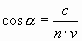 cos α = c / (n · v)